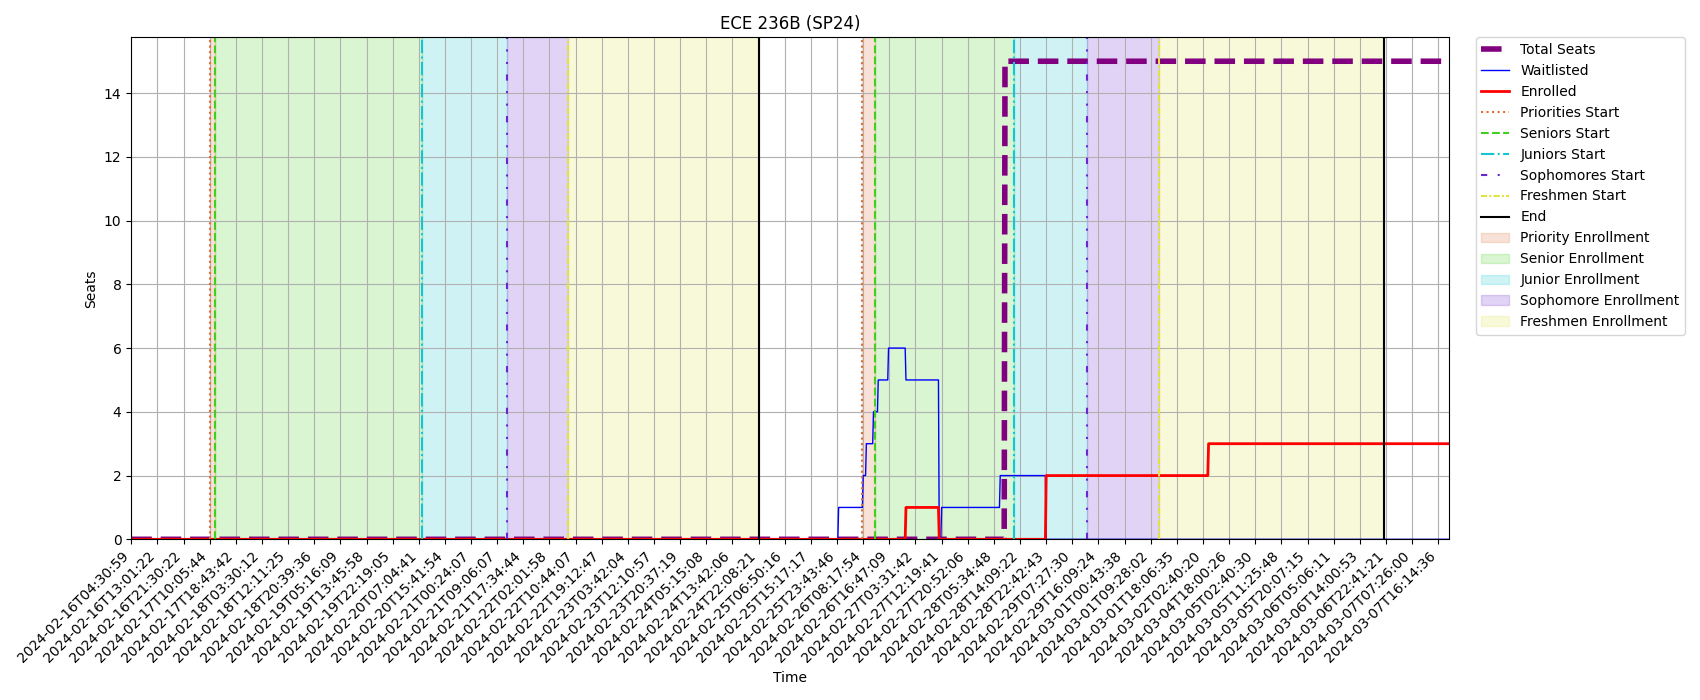 ECE 236B (SP24)
Total Seats
Waitlisted
Enrolled
Priorities Start
Seniors Start
Juniors Start
Sophomores Start
Freshmen Start
End
Priority Enrollment
Senior Enrollment
Junior Enrollment
Sophomore Enrollment
Freshmen Enrollment
Seats
14
12
10
8
6
4
2
0
2024-02-16T04:30:59
2024-02-16T13:01:22
2024-02-16T21:30:22
2024-02-17T10:05:44
2024-02-17T18:43:42
2024-02-18T03:30:12
2024-02-18T12:11:25
2024-02-18T20:39:36
2024-02-19T05:16:09
2024-02-19T13:45:58
2024-02-19T22:19:05
2024-02-20T07:04:41
2024-02-20T15:41:54
2024-02-21T00:24:07
2024-02-21T09:06:07
2024-02-21T17:34:44
2024-02-22T02:01:58
2024-02-22T10:44:07
2024-02-22T19:12:47
2024-02-23T03:42:04
2024-02-23T12:10:57
2024-02-23T20:37:19
2024-02-24T05:15:08
2024-02-24T13:42:06
2024-02-24T22:08:21
2024-02-25T06:50:16
2024-02-25T15:17:17
2024-02-25T23:43:46
2024-02-26T08:17:54
2024-02-26T16:47:09
2024-02-27T03:31:42
2024-02-27T12:19:41
2024-02-27T20:52:06
2024-02-28T05:34:48
2024-02-28T14:09:22
2024-02-28T22:42:43
2024-02-29T07:27:30
2024-02-29T16:09:24
2024-03-01T00:43:38
2024-03-01T09:28:02
2024-03-01T18:06:35
2024-03-02T02:40:20
2024-03-04T18:00:26
2024-03-05T02:40:30
2024-03-05T11:25:48
2024-03-05T20:07:15
2024-03-06T05:06:11
2024-03-06T14:00:53
2024-03-06T22:41:21
2024-03-07T07:26:00
2024-03-07T16:14:36
Time